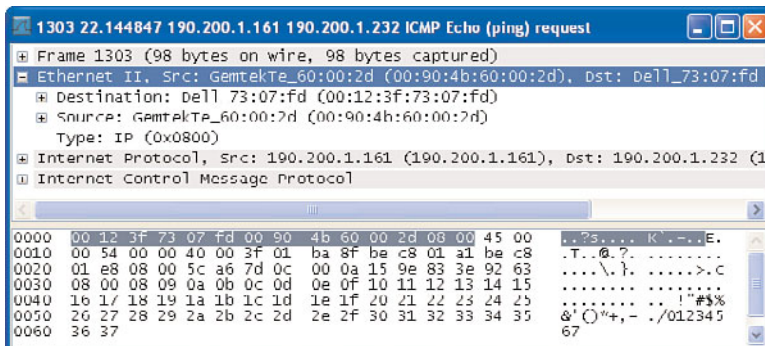 1303 22.144847 190.200.1.161 190.200.1.232 ICMP Echo (ping) request
Frame 1303 (98 bytes on wire, 98 bytes captured)
Ethernet II, Src: GemtekTe_60:00:2d (00:90:4b:60:00:2d), Dst: Dell_73:07:fd
Destination: Dell 73:07:fd (00:12:3f:73:07:fd)
Source: GemtekTe_60:00:2d (00:90:4b:60:00:2d)
Type: IP (0x0800)
Internet Protocol, Src: 190.200.1.161 (190.200.1.161), Dst: 190.200.1.232 (1
Internet Control Message Protocol
0000 00 12 3f 73 07 fd 00 90 4b 60 00 2d 08 00 45 00 ..?s.... K`.-..E.
0010 00 54 00 00 40 00 3f 01 ba 8f be c8 01 a1 be c8 .T..@.?. ........
0020 01 e8 08 00 5c a6 7d 0c 00 0a 15 9e 83 3e 92 63 ....\.}. .....>.c
0030 08 00 08 09 0a 0b 0c 0d 0e 0f 10 11 12 13 14 15 ........ ........
0040 16 17 18 19 1a 1b 1c 1d 1e 1f 20 21 22 23 24 25 ........ .. !"#$%
0050 26 27 28 29 2a 2b 2c 2d 2e 2f 30 31 32 33 34 35 &'()*+,- ./012345
0060 36 37 67